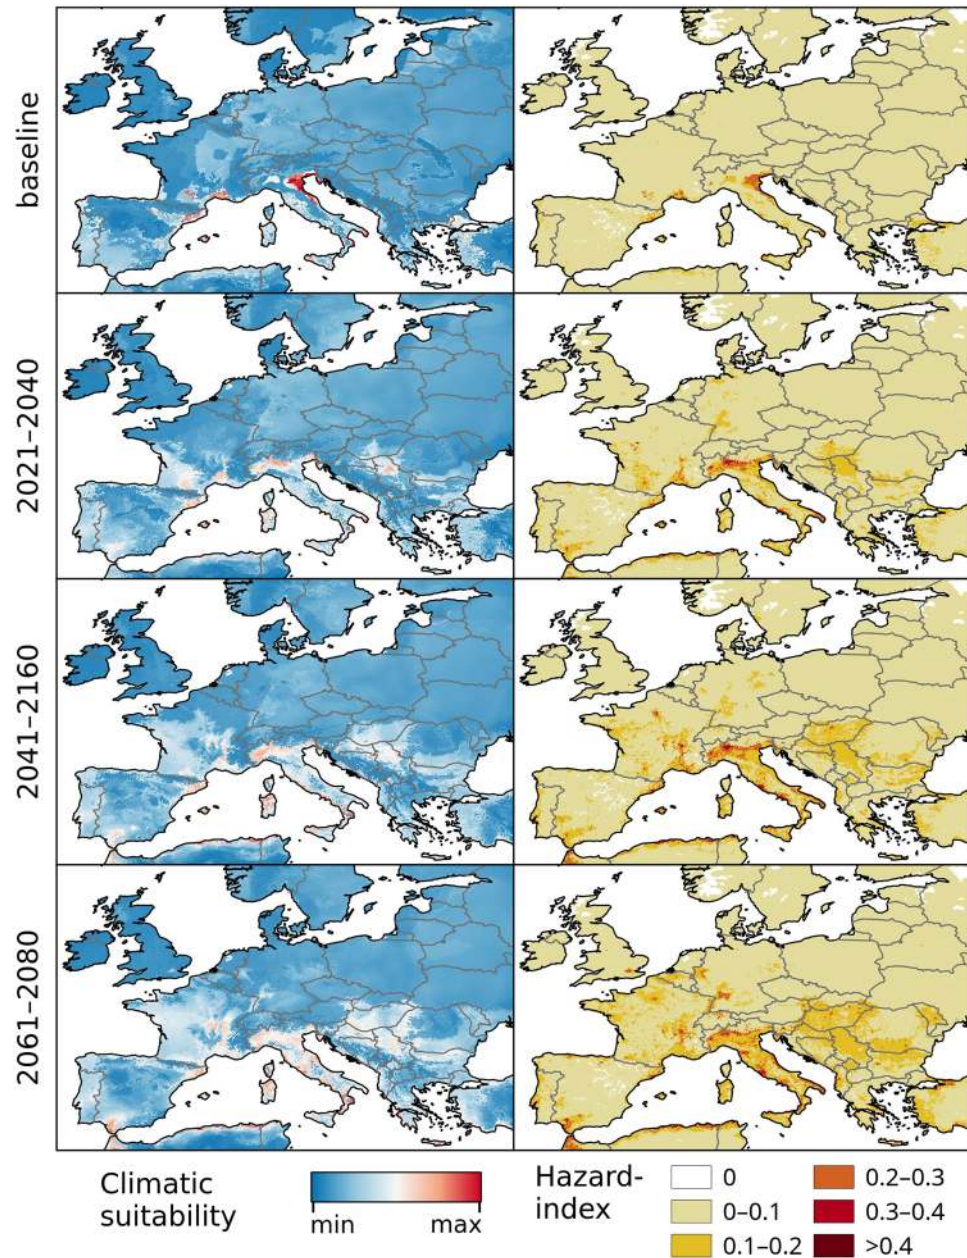 baseline
2021–2040
2041–2160
2061–2080
Climatic
suitability
min
max
Hazard-
index
0
0–0.1
0.1–0.2
0.2–0.3
0.3–0.4
>0.4